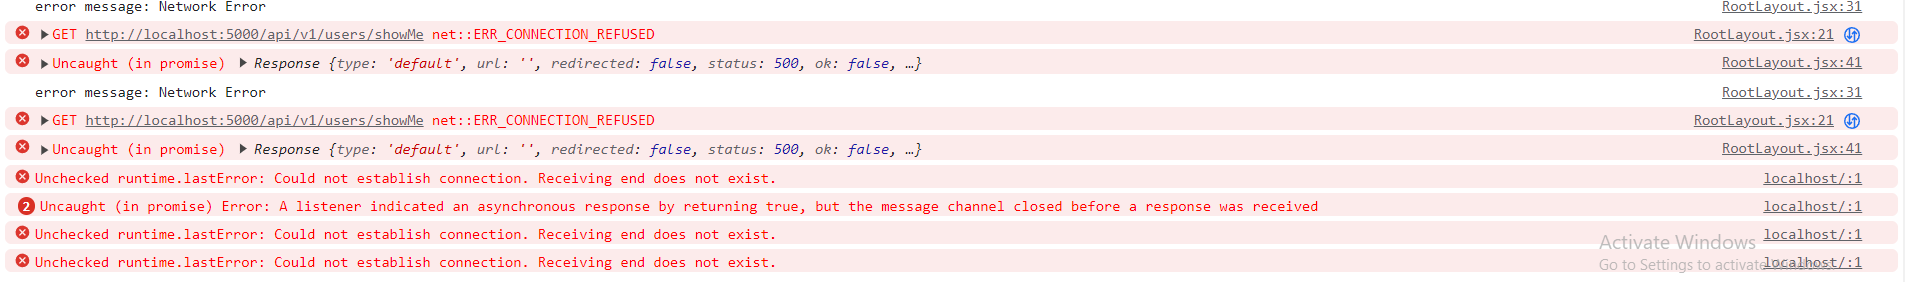 error message: Network Error RootLayout.jsx:31
GET http://localhost:5000/api/v1/users/showMe net::ERR_CONNECTION_REFUSED RootLayout.jsx:21
Uncaught (in promise) Response {type: 'default', url: '', redirected: false, status: 500, ok: false, …} RootLayout.jsx:41
error message: Network Error RootLayout.jsx:31
GET http://localhost:5000/api/v1/users/showMe net::ERR_CONNECTION_REFUSED RootLayout.jsx:21
Uncaught (in promise) Response {type: 'default', url: '', redirected: false, status: 500, ok: false, …} RootLayout.jsx:41
Unchecked runtime.lastError: Could not establish connection. Receiving end does not exist. localhost/:1
2 Uncaught (in promise) Error: A listener indicated an asynchronous response by returning true, but the message channel closed before a response was received localhost/:1
Unchecked runtime.lastError: Could not establish connection. Receiving end does not exist. localhost/:1
Unchecked runtime.lastError: Could not establish connection. Receiving end does not exist. localhost/:1
Activate Windows
Go to Settings to activate Windows.